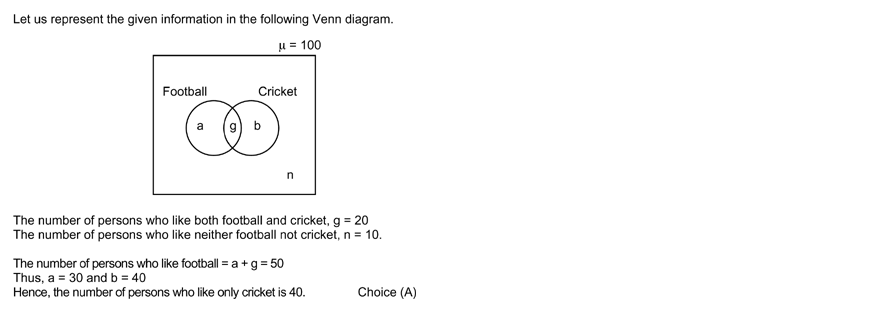 Let us represent the given information in the following Venn diagram.
μ = 100
Football Cricket
a g b
n
The number of persons who like both football and cricket, g = 20
The number of persons who like neither football not cricket, n = 10.
The number of persons who like football = a + g = 50
Thus, a = 30 and b = 40
Hence, the number of persons who like only cricket is 40. Choice (A)